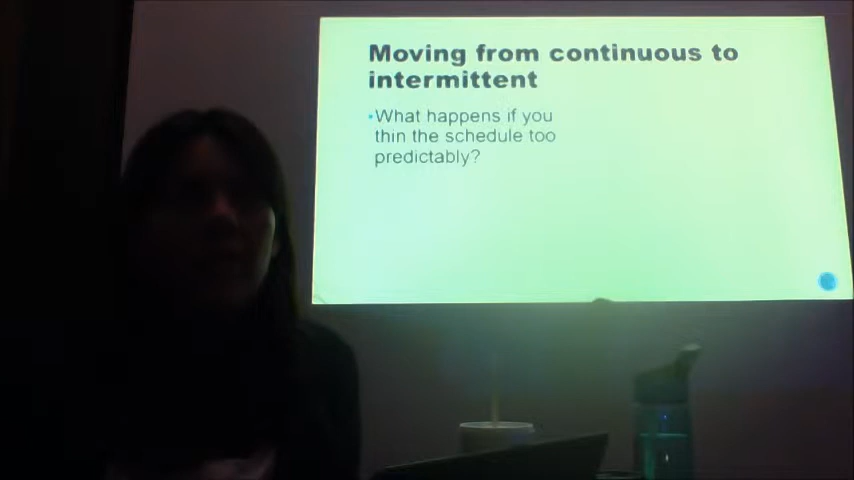 Moving from continuous to
intermittent
•What happens if you
thin the schedule too
predictably?